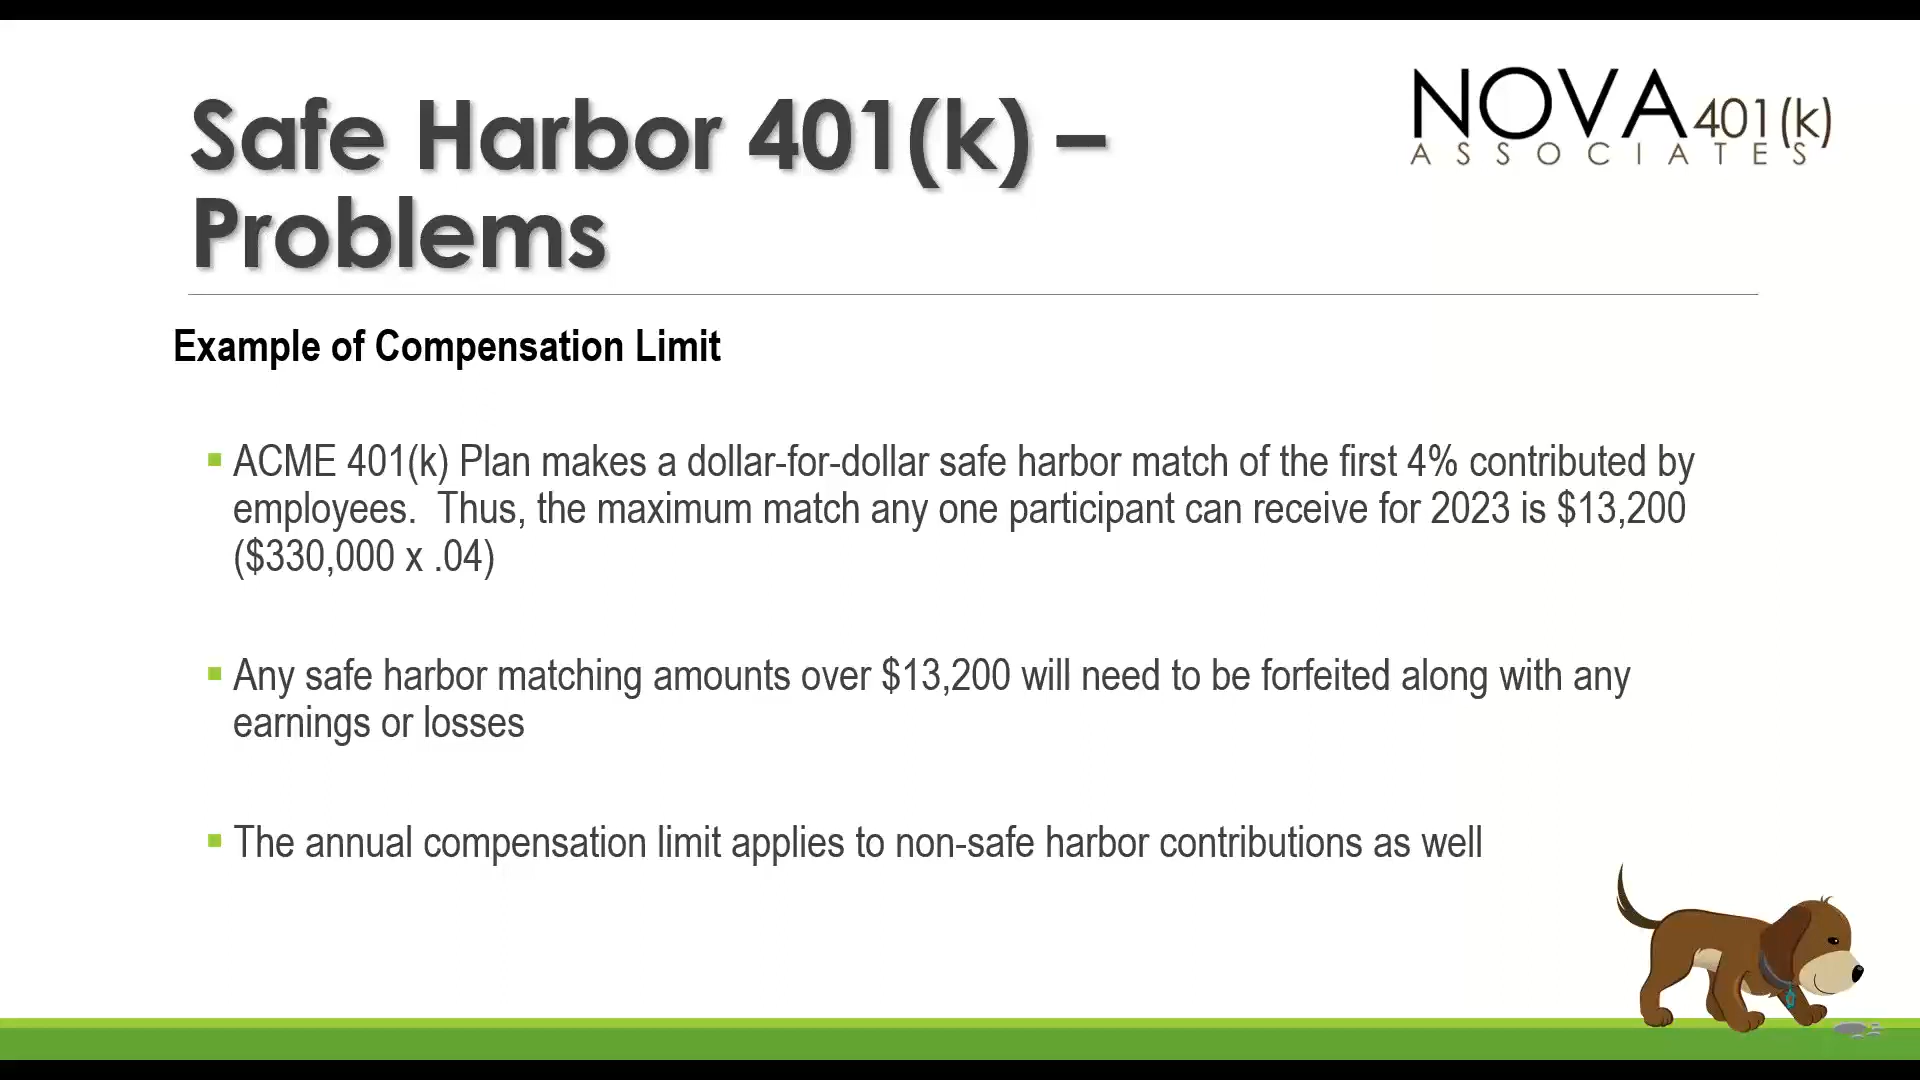 Safe Harbor 401(k) –
Problems
NOVA 401(k)
ASSOCIATES
Example of Compensation Limit
ACME 401(k) Plan makes a dollar-for-dollar safe harbor match of the first 4% contributed by
employees.  Thus, the maximum match any one participant can receive for 2023 is $13,200
($330,000 x .04)
Any safe harbor matching amounts over $13,200 will need to be forfeited along with any
earnings or losses
The annual compensation limit applies to non-safe harbor contributions as well